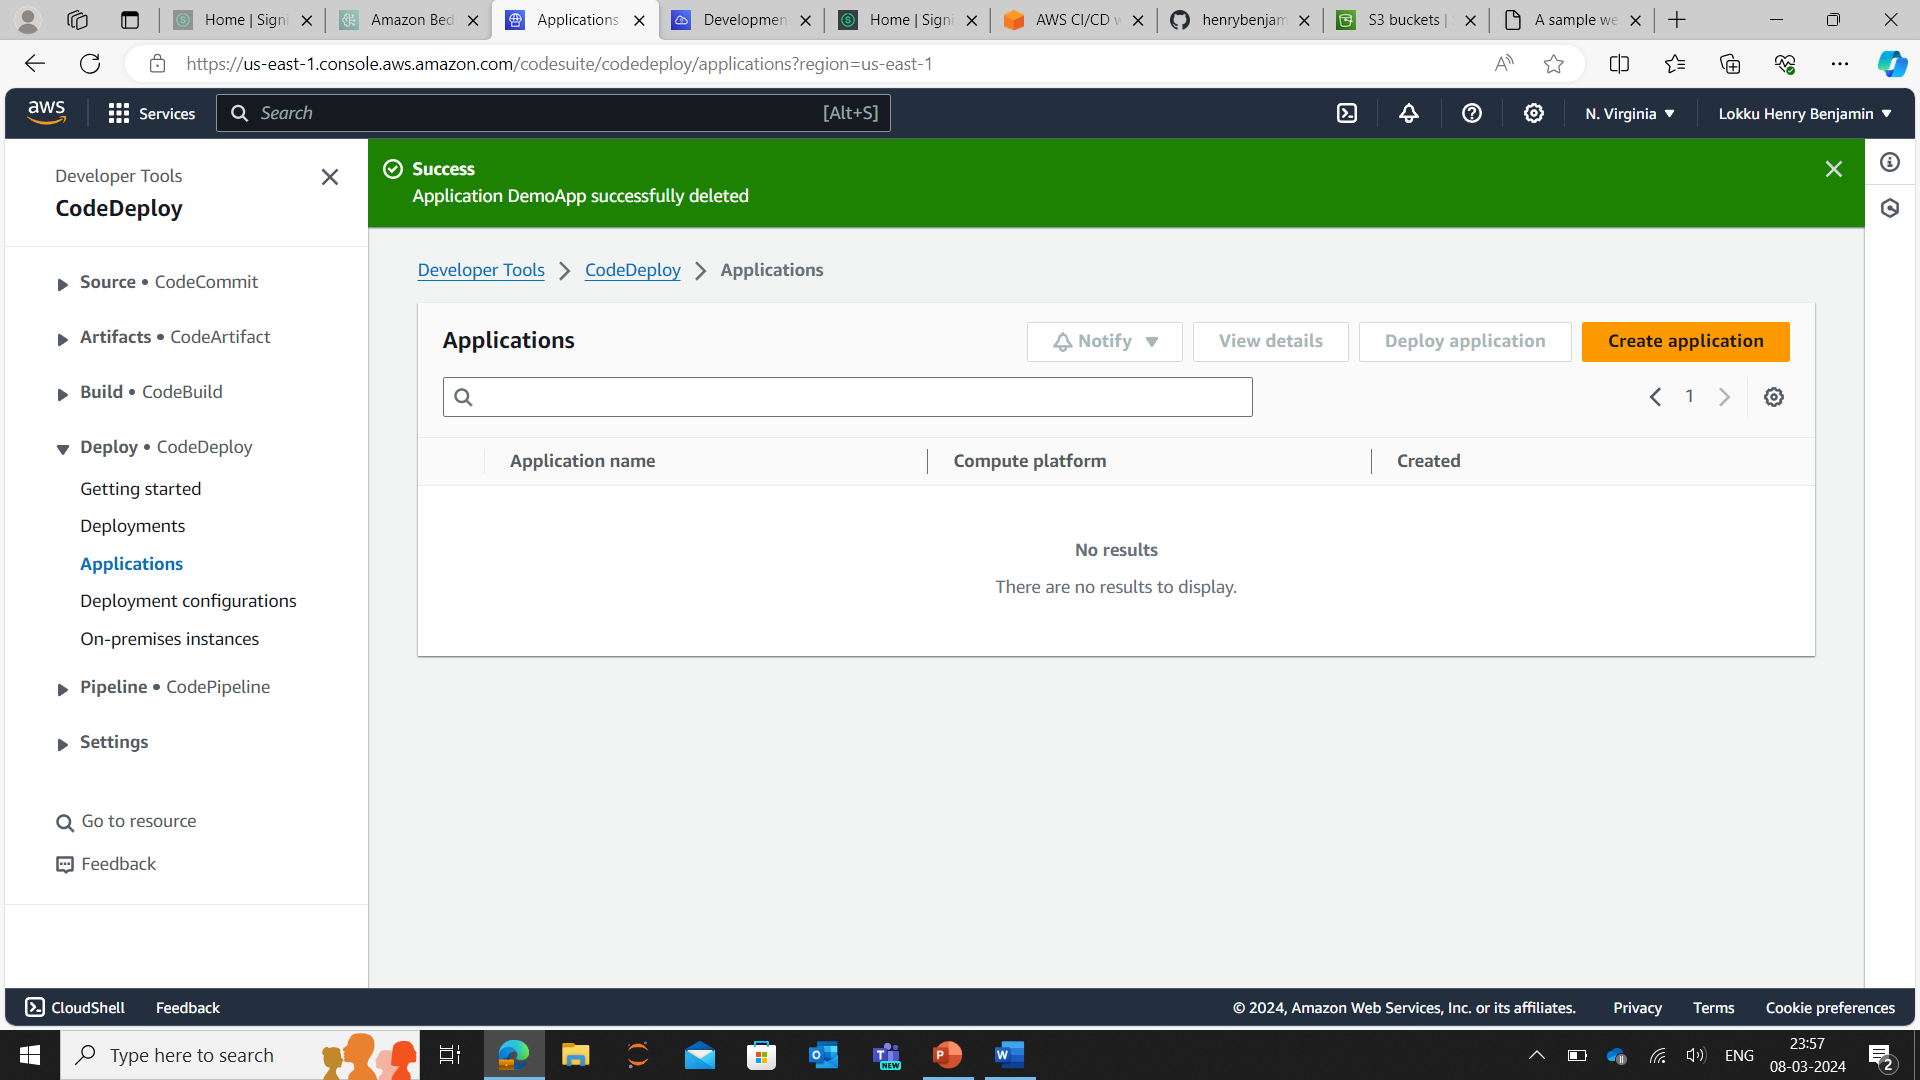 Home | Signi
Amazon Bed
Applications
Developmen
Home | Signi
AWS CI/CD w
henrybenjam
S3 buckets |
A sample we
https://us-east-1.console.aws.amazon.com/codesuite/codedeploy/applications?region=us-east-1
aws
Services
Search
[Alt+S]
N. Virginia
Lokku Henry Benjamin
Developer Tools
CodeDeploy
Source • CodeCommit
Artifacts • CodeArtifact
Build • CodeBuild
Deploy • CodeDeploy
Getting started
Deployments
Applications
Deployment configurations
On-premises instances
Pipeline • CodePipeline
Settings
Go to resource
Feedback
Success
Application DemoApp successfully deleted
Developer Tools
CodeDeploy
Applications
Applications
Notify
View details
Deploy application
Create application
1
Application name
Compute platform
Created
No results
There are no results to display.
CloudShell
Feedback
© 2024, Amazon Web Services, Inc. or its affiliates.
Privacy
Terms
Cookie preferences
Type here to search
NEW
ENG
23:57
08-03-2024
2